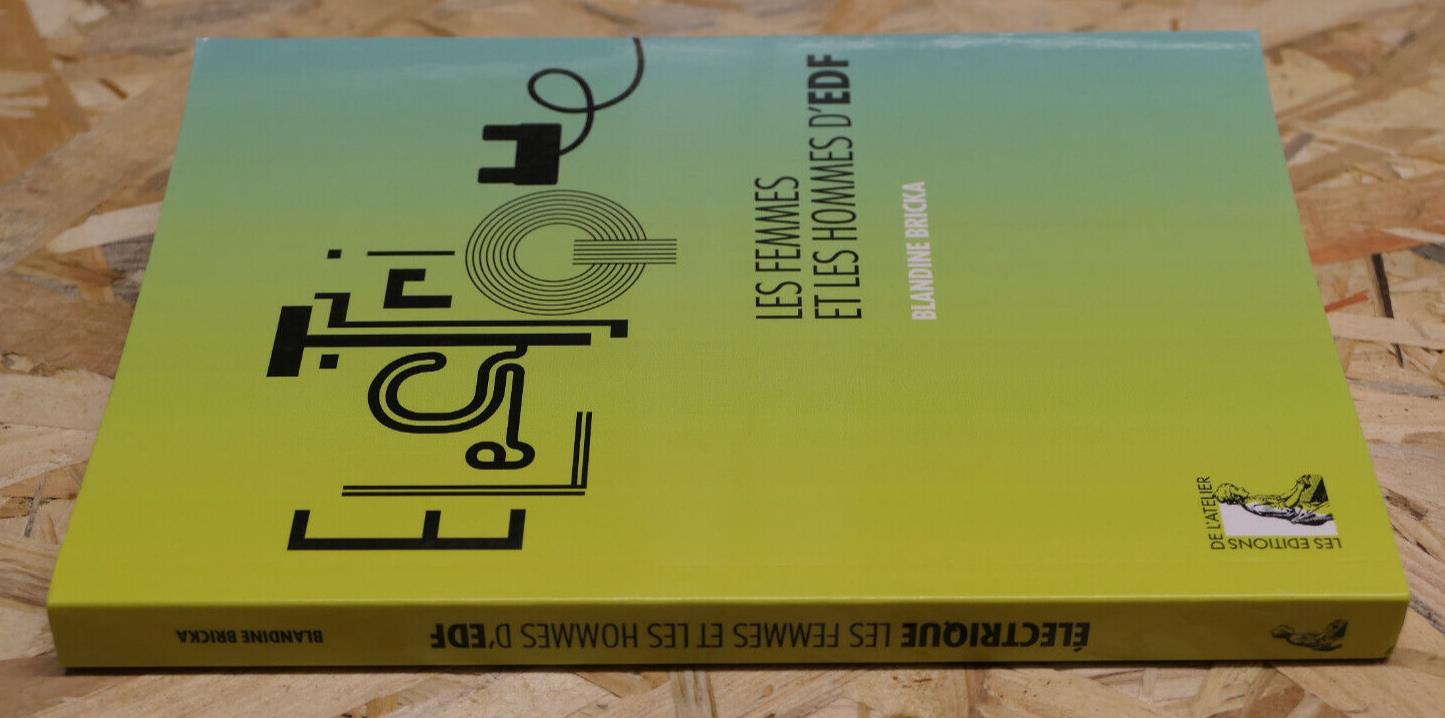 ElecTriQue
LES FEMMES
ET LES HOMMES D'EDF
BLANDINE BRICKA
LES EDITIONS
DE L'ATELIER
ÉLECTRIQUE LES FEMMES ET LES HOMMES D'EDF
BLANDINE BRICKA